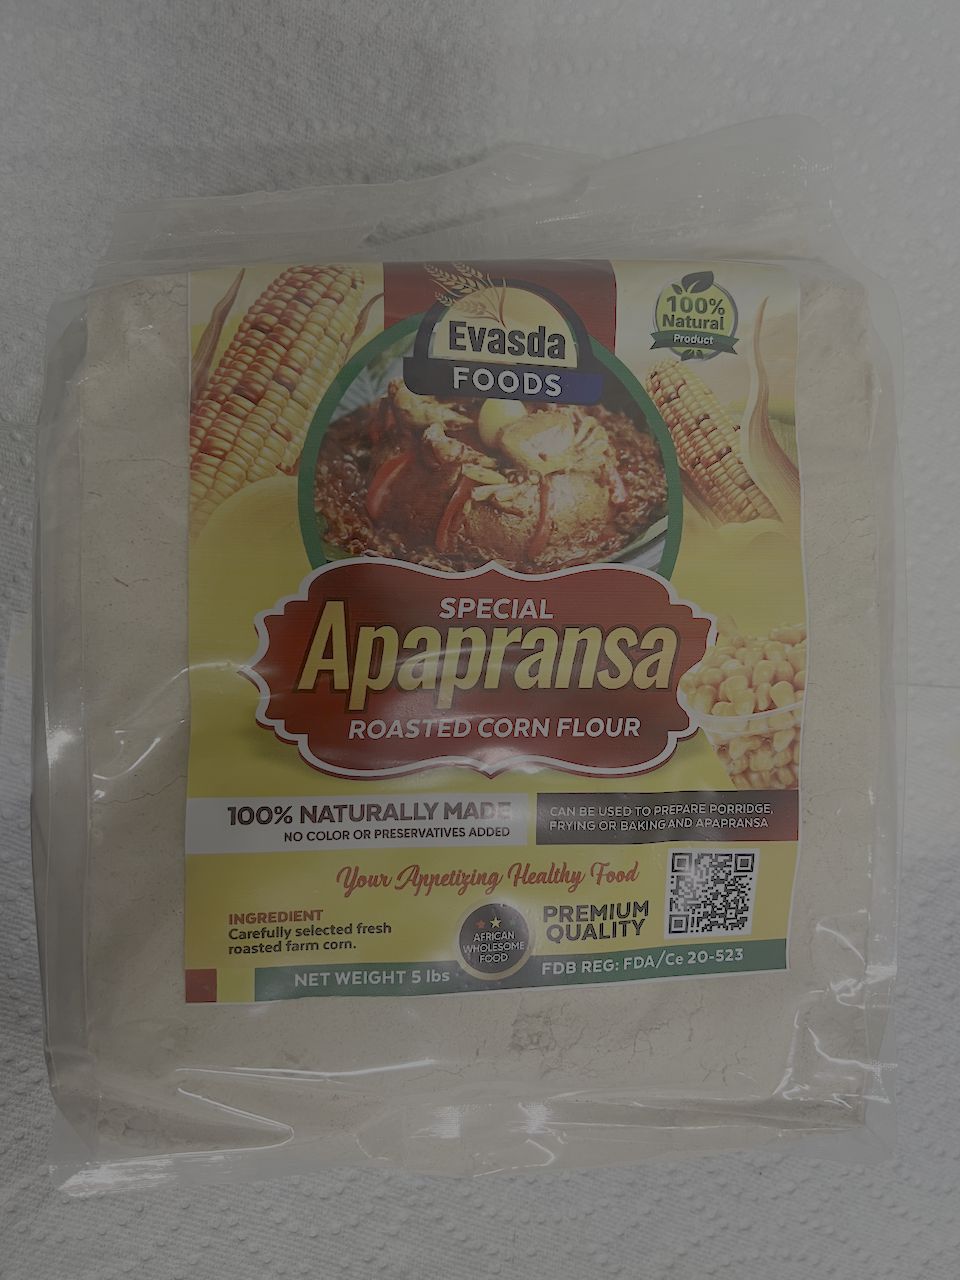 Evasda
FOODS
100%
Natural
Product
SPECIAL
Apapransa
ROASTED CORN FLOUR
100% NATURALLY MADE
NO COLOR OR PRESERVATIVES ADDED
CAN BE USED TO PREPARE PORRIDGE,
FRYING OR BAKING AND APAPRANSA
Your Appetizing Healthy Food
INGREDIENT
Carefully selected fresh
roasted farm corn.
AFRICAN
WHOLESOME
FOOD
PREMIUM
QUALITY
NET WEIGHT 5 lbs
FDB REG: FDA/Ce 20-523